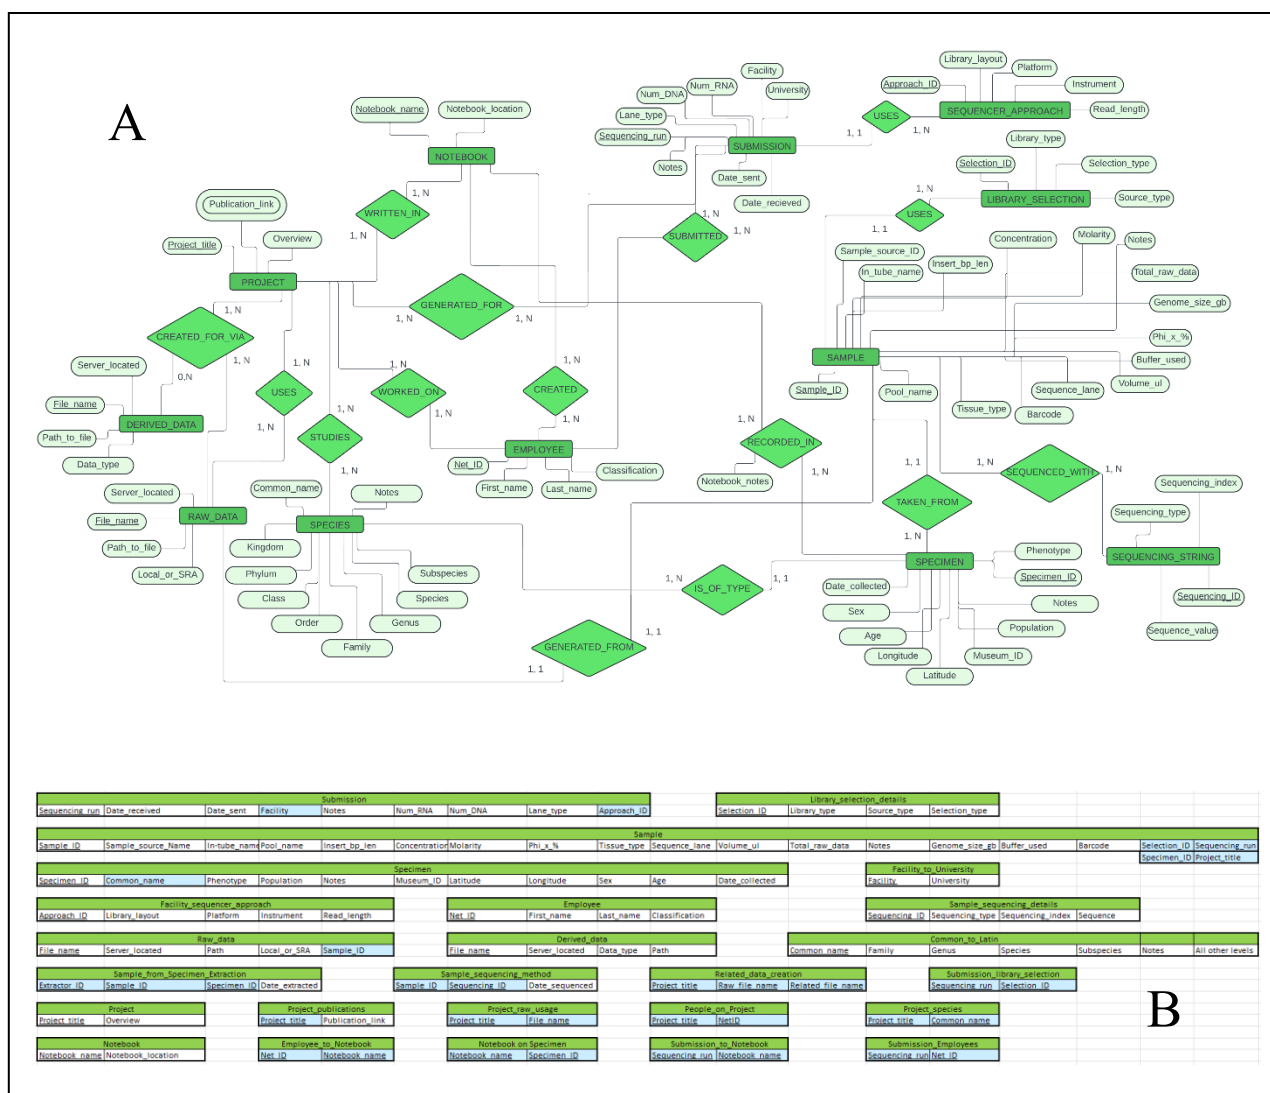 A
Library_layout
Platform
Approach_ID
Instrument
Read_length
SEQUENCER_APPROACH
USES
1, 1
1, N
Facility
Num_RNA
University
Num_DNA
Lane_type
Sequencing_run
SUBMISSION
Notes
Date_sent
Date_recieved
Notebook_name
Notebook_location
NOTEBOOK
Library_type
Selection_ID
Selection_type
Source_type
LIBRARY_SELECTION
1, N
USES
1, 1
1, N
WRITTEN_IN
1, N
1, N
SUBMITTED
1, N
1, N
Publication_link
Project_title
Overview
PROJECT
Sample_source_ID
In_tube_name
Insert_bp_len
Concentration
Molarity
Notes
Total_raw_data
Genome_size_gb
Phi_x_%
Buffer_used
Volume_ul
Sequence_lane
Barcode
Tissue_type
Pool_name
Sample_ID
SAMPLE
GENERATED_FOR
1, N
1, N
1, N
CREATED_FOR_VIA
1, N
0,N
Server_located
File_name
Path_to_file
Data_type
DERIVED_DATA
1, N
USES
1, N
1, N
STUDIES
1, N
1, N
WORKED_ON
1, N
1, N
CREATED
1, N
EMPLOYEE
Net_ID
First_name
Last_name
Classification
1, N
RECORDED_IN
1, N
Notebook_notes
1, 1
TAKEN_FROM
1, N
1, N
SEQUENCED_WITH
1, N
Sequencing_index
Sequencing_type
SEQUENCING_STRING
Sequencing_ID
Sequence_value
Server_located
File_name
Path_to_file
Local_or_SRA
RAW_DATA
Common_name
Notes
SPECIES
Kingdom
Phylum
Class
Order
Family
Genus
Species
Subspecies
1, N
IS_OF_TYPE
1, 1
SPECIMEN
Phenotype
Specimen_ID
Notes
Population
Museum_ID
Latitude
Longitude
Age
Sex
Date_collected
1, 1
GENERATED_FROM
1, 1
Submission
Sequencing_run Date_received Date_sent Facility Notes Num_RNA Num_DNA Lane_type Approach_ID
Library_selection_details
Selection_ID Library_type Source_type Selection_type
Sample
Sample_ID Sample_source_Name In-tube_name Pool_name Insert_bp_len Concentration Molarity Phi_x_% Tissue_type Sequence_lane Volume_ul Total_raw_data Notes Genome_size_gb Buffer_used Barcode Selection_ID Sequencing_run
Specimen_ID Project_title
Specimen
Specimen_ID Common_name Phenotype Population Notes Museum_ID Latitude Longitude Sex Age Date_collected
Facility_to_University
Facility University
Facility_sequencer_approach
Approach_ID Library_layout Platform Instrument Read_length
Employee
Net_ID First_name Last_name Classification
Sample_sequencing_details
Sequencing_ID Sequencing_type Sequencing_index Sequence
Raw_data
File_name Server_located Path Local_or_SRA Sample_ID
Derived_data
File_name Server_located Data_type Path
Common_to_Latin
Common_name Family Genus Species Subspecies Notes All other levels
Sample_from_Specimen_Extraction
Extractor_ID Sample_ID Specimen_ID Date_extracted
Sample_sequencing_method
Sample_ID Sequencing_ID Date_sequenced
Related_data_creation
Project_title Raw_file_name Related_file_name
Submission_library_selection
Sequencing_run Selection_ID
Project
Project_title Overview
Project_publications
Project_title Publication_link
Project_raw_usage
Project_title File_name
People_on_Project
Project_title NetID
Project_species
Project_title Common_name
B
Notebook
Notebook_name Notebook_location
Employee_to_Notebook
Net_ID Notebook_name
Notebook on Specimen
Notebook_name Specimen_ID
Submission_to_Notebook
Sequencing_run Notebook_name
Submission_Employees
Sequencing_run Net_ID